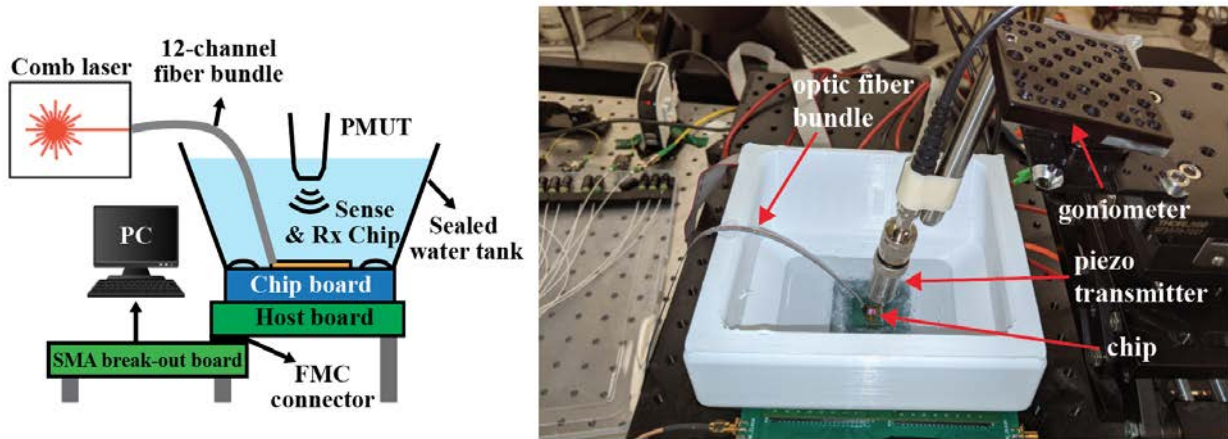 12-channel
fiber bundle
Comb laser
PMUT
Sense
& Rx Chip
Sealed
water tank
PC
Chip board
Host board
SMA break-out board
FMC
connector
optic fiber
bundle
goniometer
piezo
transmitter
chip